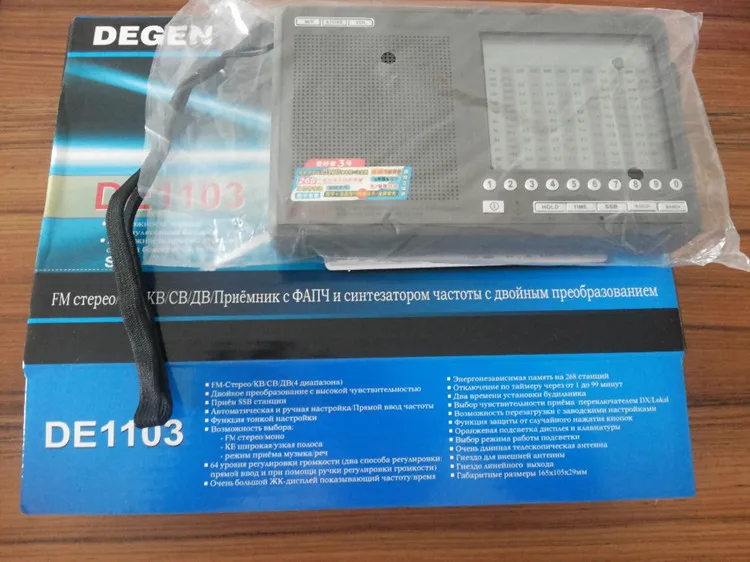 DEGEN
DE1103
1 2 3 4 5 6 7 8 9 0
HOLD TIME SSB
FM стерео/ КВ/СВ/ДВ/Приёмник с ФАПЧ и синтезатором частоты с двойным преобразованием
DE1103
FM-Стерео/КВ/СВ/ДВ(4 диапазона)
Двойное преобразование с высокой чувствительностью
Приём SSB станции
Автоматическая и ручная настройка/Прямой ввод частоты
Функция тонкой настройки
Возможность выбора:
- FM стерео/моно
- КВ широкая/узкая полоса
- режим приёма музыка/реч
64 уровня регулировки громкости (два способа регулировки:
прямой ввод и при помощи ручки регулировки громкости)
Очень большой ЖК-дисплей показывающий частоту/время
Энергонезависимая память на 268 станций
Отключение по таймеру через от 1 до 99 минут
Два времени установки будильника
Выбор чувствительности приёма переключателем DX/Lokal
Возможность перезагрузки с заводскими настройками
Функция защиты от случайного нажатия кнопок
Оранжевая подсветка дисплея и клавиатуры
Выбор режима работы подсветки
Очень длинная телескопическая антенна
Гнездо для внешней антенны
Гнездо линейного выхода
Габаритные размеры 165х105х29мм